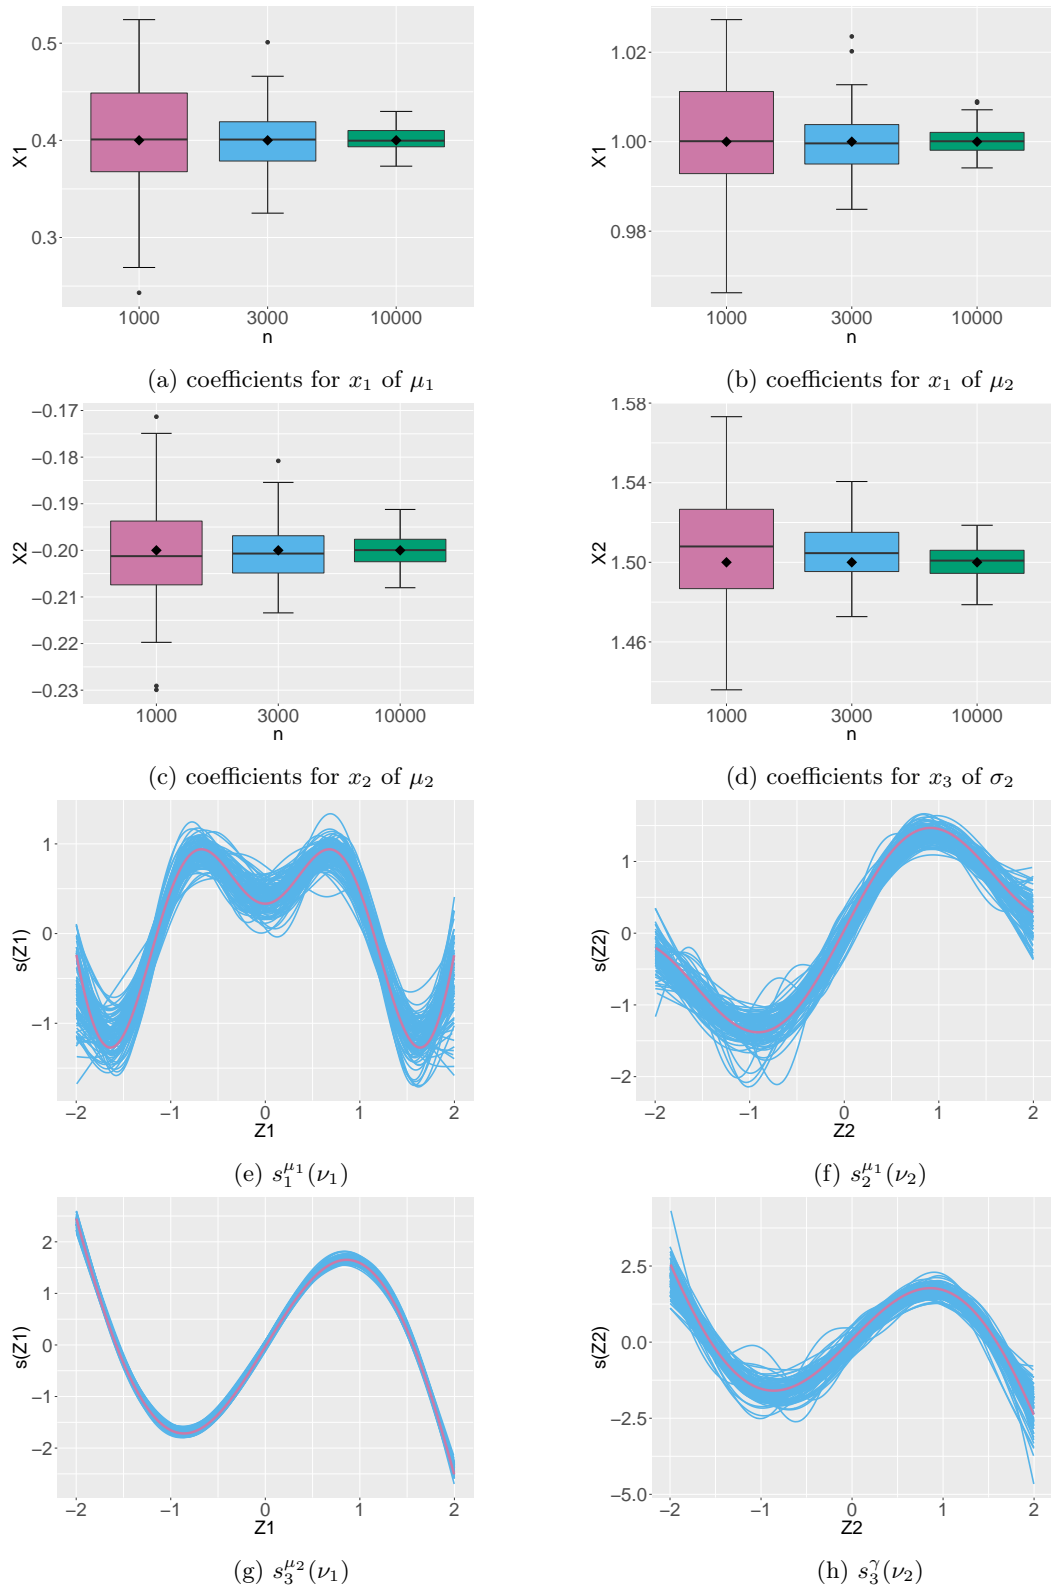 0.5
0.4
0.3
X1
1000 3000 10000
n
(a) coefficients for x₁ of μ₁
1.02
1.00
0.98
X1
1000 3000 10000
n
(b) coefficients for x₁ of μ₂
−0.17
−0.18
−0.19
−0.20
−0.21
−0.22
−0.23
X2
1000 3000 10000
n
(c) coefficients for x₂ of μ₂
1.58
1.54
1.50
1.46
X2
1000 3000 10000
n
(d) coefficients for x₃ of σ₂
1
0
−1
s(Z1)
−2 −1 0 1 2
Z1
(e) s₁^{μ₁}(ν₁)
1
0
−1
−2
s(Z2)
−2 −1 0 1 2
Z2
(f) s₂^{μ₁}(ν₂)
2
1
0
−1
−2
s(Z1)
−2 −1 0 1 2
Z1
(g) s₃^{μ₂}(ν₁)
2.5
0.0
−2.5
−5.0
s(Z2)
−2 −1 0 1 2
Z2
(h) s₃^{γ}(ν₂)